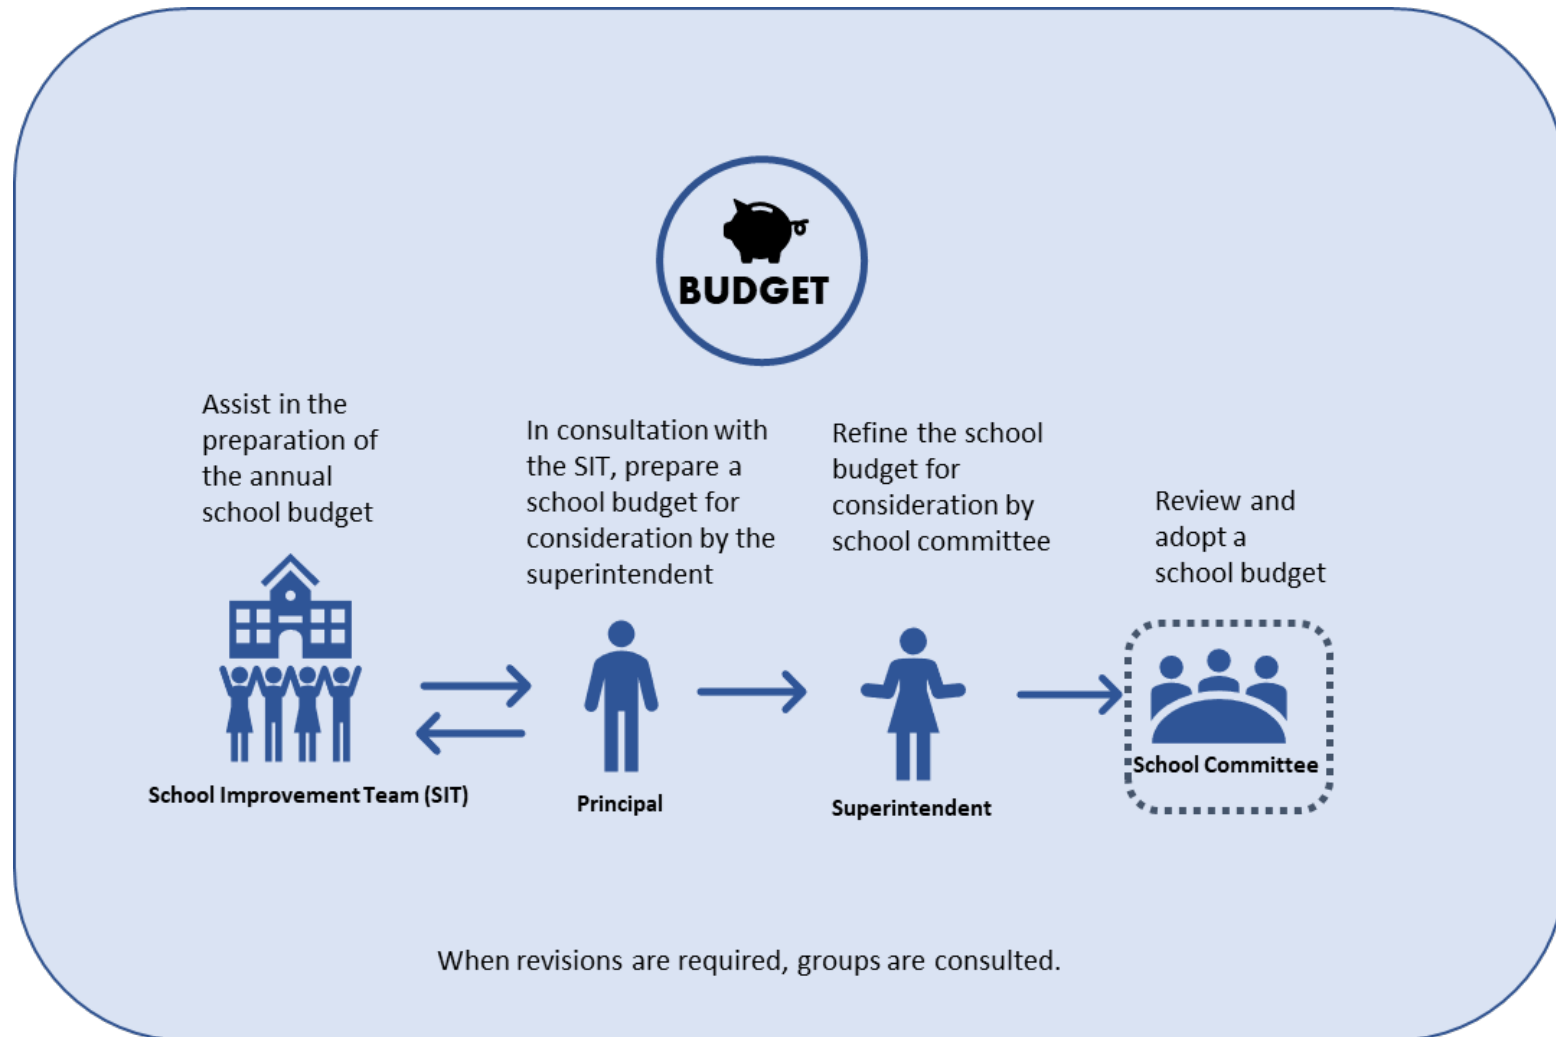 BUDGET
Assist in the
preparation of
the annual
school budget
In consultation with
the SIT, prepare a
school budget for
consideration by the
superintendent
Refine the school
budget for
consideration by
school committee
Review and
adopt a
school budget
School Improvement Team (SIT)
Principal
Superintendent
School Committee
When revisions are required, groups are consulted.